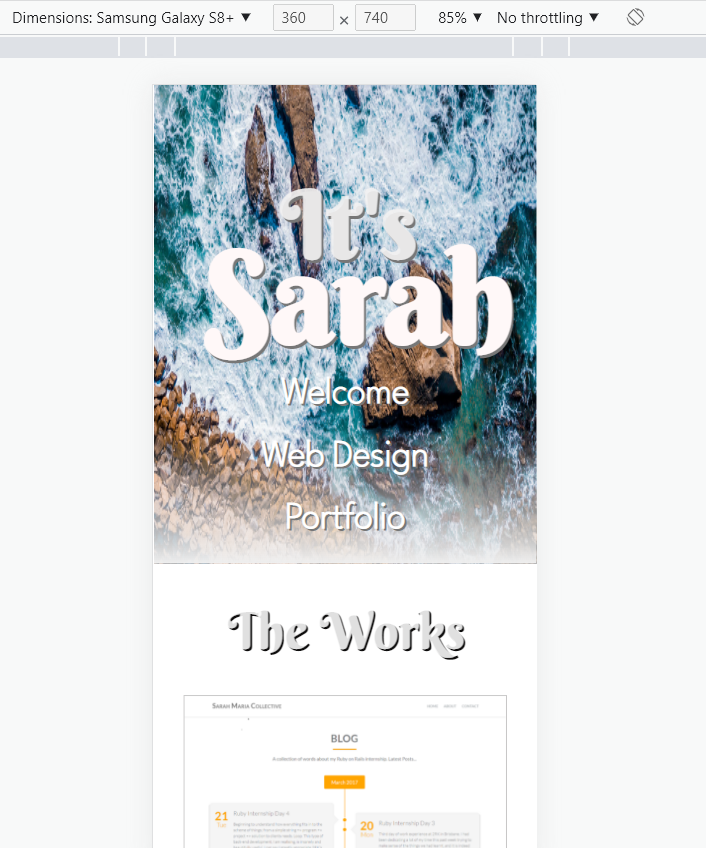 Dimensions: Samsung Galaxy S8+ ▼ 360 × 740 85% ▼ No throttling ▼
It's
Sarah
Welcome
Web Design
Portfolio
The Works
SARAH MARIA COLLECTIVE HOME ABOUT CONTACT
BLOG
A collection of words about my Ruby on Rails Internship. Latest Posts...
March 2017
21 Ruby Internship Day 4
Tue
20 Ruby Internship Day 3
Mon